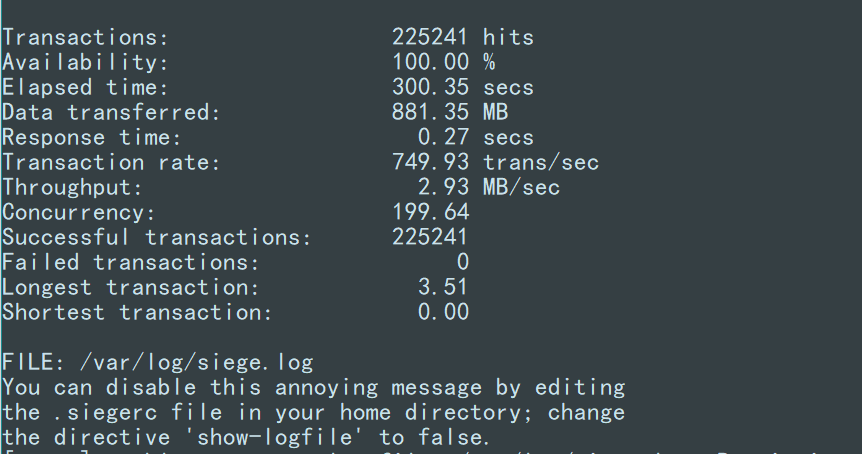 Transactions: 225241 hits
Availability: 100.00 %
Elapsed time: 300.35 secs
Data transferred: 881.35 MB
Response time: 0.27 secs
Transaction rate: 749.93 trans/sec
Throughput: 2.93 MB/sec
Concurrency: 199.64
Successful transactions: 225241
Failed transactions: 0
Longest transaction: 3.51
Shortest transaction: 0.00
FILE: /var/log/siege.log
You can disable this annoying message by editing
the .siegerc file in your home directory; change
the directive 'show-logfile' to false.